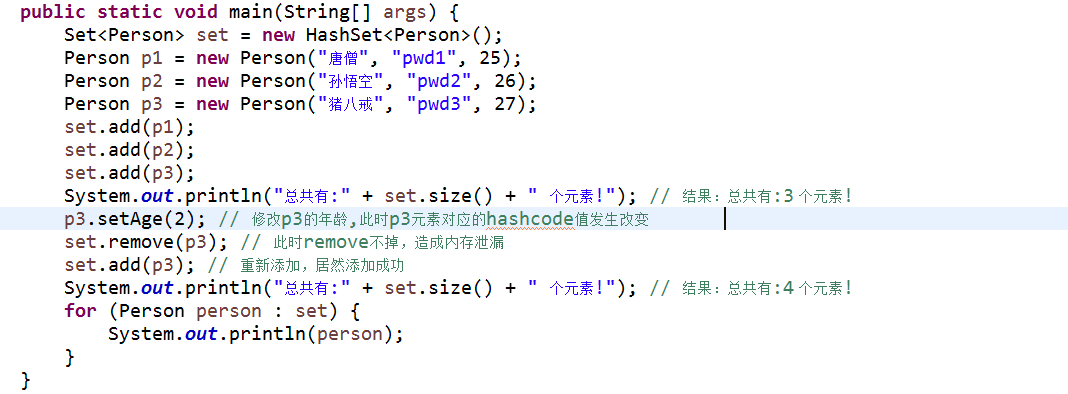 public static void main(String[] args) {
Set<Person> set = new HashSet<Person>();
Person p1 = new Person("唐僧", "pwd1", 25);
Person p2 = new Person("孙悟空", "pwd2", 26);
Person p3 = new Person("猪八戒", "pwd3", 27);
set.add(p1);
set.add(p2);
set.add(p3);
System.out.println("总共有:" + set.size() + " 个元素!"); // 结果：总共有:3 个元素!
p3.setAge(2); // 修改p3的年龄,此时p3元素对应的hashcode值发生改变
set.remove(p3); // 此时remove不掉，造成内存泄漏
set.add(p3); // 重新添加，居然添加成功
System.out.println("总共有:" + set.size() + " 个元素!"); // 结果：总共有:4 个元素!
for (Person person : set) {
System.out.println(person);
}
}